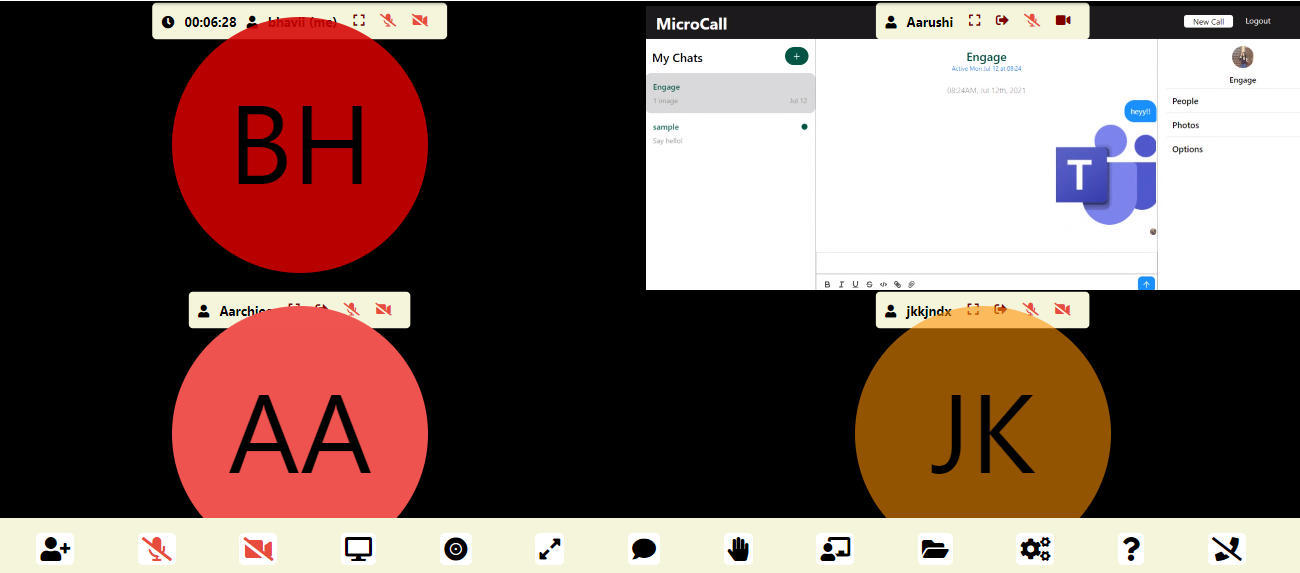 00:06:28 bhavii (me)
BH
Aarushi
MicroCall
New Call
Logout
My Chats
+
Engage
1 image
Jul 12
sample
Say hello!
Engage
Active Mon Jul 12 at 08:24
08:24AM, Jul 12th, 2021
heyy!!
T
B I U S </>
Engage
People
Photos
Options
AA
jkkjndx
JK
?